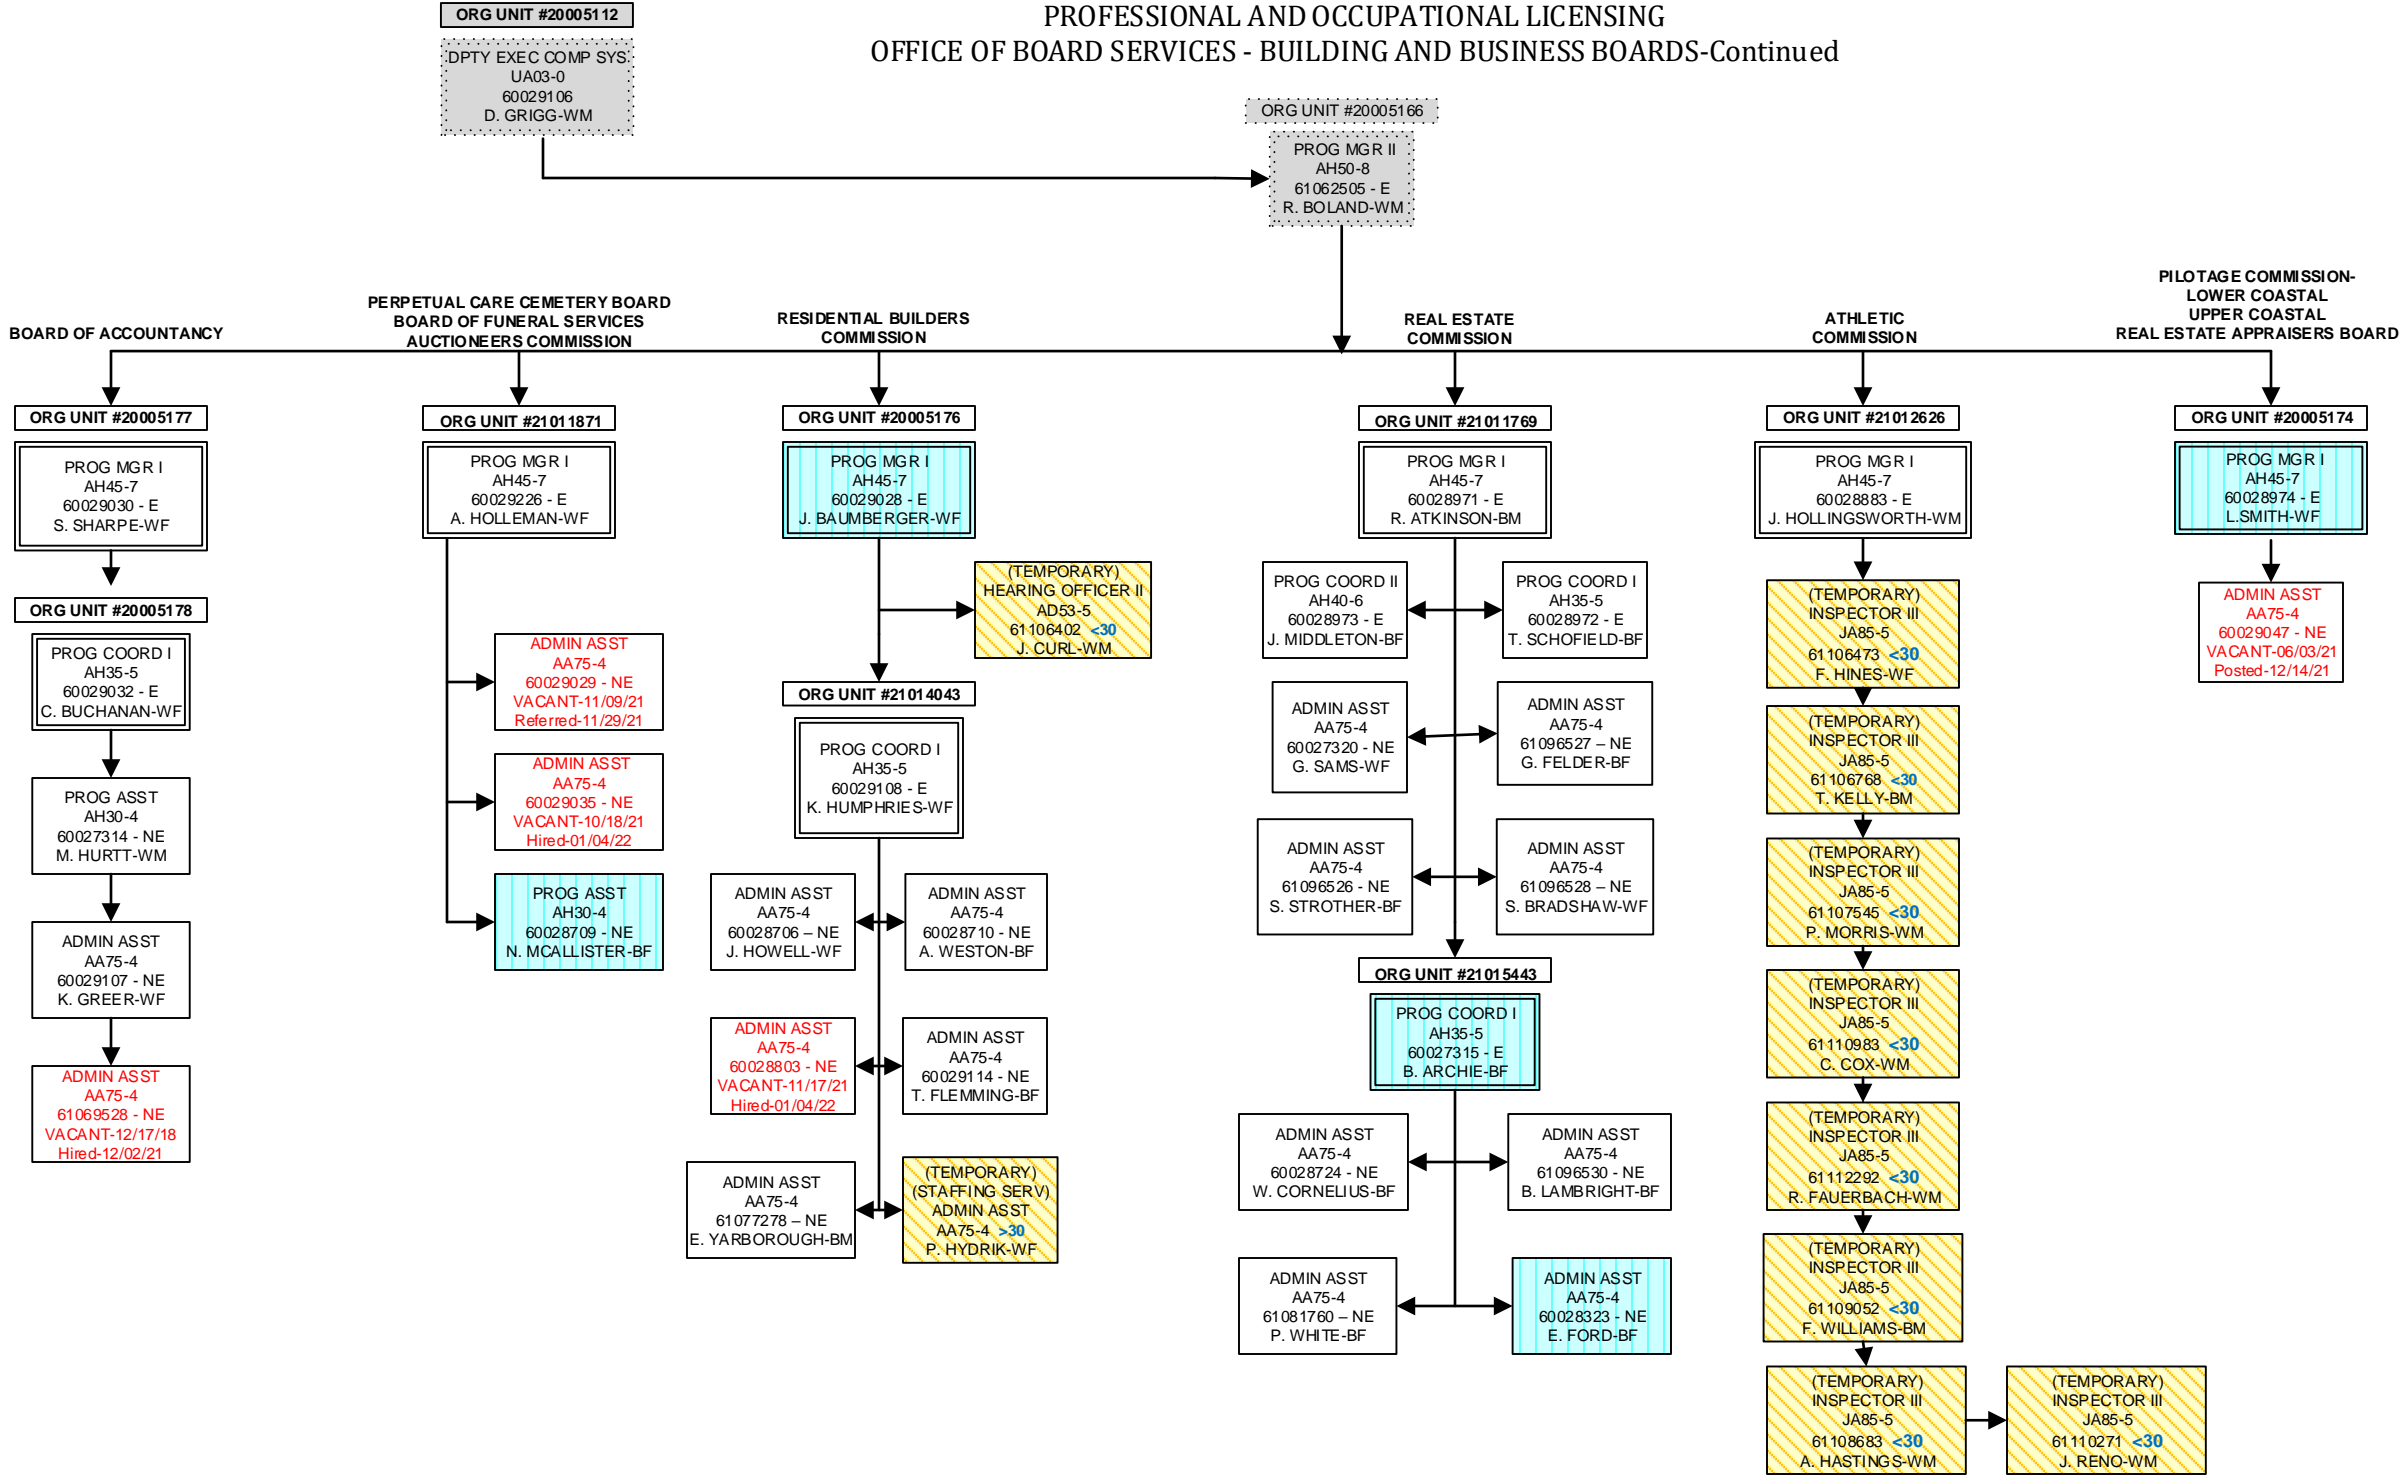 ORG UNIT #20005112
DPTY EXEC COMP SYS
UA03-0
60029106
D. GRIGG-WM
PROFESSIONAL AND OCCUPATIONAL LICENSING
OFFICE OF BOARD SERVICES - BUILDING AND BUSINESS BOARDS-Continued
ORG UNIT #20005166
PROG MGR II
AH50-8
61062505 - E
R. BOLAND-WM
BOARD OF ACCOUNTANCY
ORG UNIT #20005177
PROG MGR I
AH45-7
60029030 - E
S. SHARPE-WF
ORG UNIT #20005178
PROG COORD I
AH35-5
60029032 - E
C. BUCHANAN-WF
PROG ASST
AH30-4
60027314 - NE
M. HURTT-WM
ADMIN ASST
AA75-4
60029107 - NE
K. GREER-WF
ADMIN ASST
AA75-4
61069528 - NE
VACANT-12/17/18
Hired-12/02/21
PERPETUAL CARE CEMETERY BOARD
BOARD OF FUNERAL SERVICES
AUCTIONEERS COMMISSION
ORG UNIT #21011871
PROG MGR I
AH45-7
60029226 - E
A. HOLLEMAN-WF
ADMIN ASST
AA75-4
60029029 - NE
VACANT-11/09/21
Referred-11/29/21
ADMIN ASST
AA75-4
60029035 - NE
VACANT-10/18/21
Hired-01/04/22
PROG ASST
AH30-4
60028709 - NE
N. MCALLISTER-BF
RESIDENTIAL BUILDERS
COMMISSION
ORG UNIT #20005176
PROG MGR I
AH45-7
60029028 - E
J. BAUMBERGER-WF
(TEMPORARY)
HEARING OFFICER II
AD53-5
61106402 <30
J. CURL-WM
ORG UNIT #21014043
PROG COORD I
AH35-5
60029108 - E
K. HUMPHRIES-WF
ADMIN ASST
AA75-4
60028706 – NE
J. HOWELL-WF
ADMIN ASST
AA75-4
60028710 - NE
A. WESTON-BF
ADMIN ASST
AA75-4
60028803 - NE
VACANT-11/17/21
Hired-01/04/22
ADMIN ASST
AA75-4
60029114 - NE
T. FLEMMING-BF
ADMIN ASST
AA75-4
61077278 – NE
E. YARBOROUGH-BM
(TEMPORARY)
(STAFFING SERV)
ADMIN ASST
AA75-4 >30
P. HYDRIK-WF
REAL ESTATE
COMMISSION
ORG UNIT #21011769
PROG MGR I
AH45-7
60028971 - E
R. ATKINSON-BM
PROG COORD II
AH40-6
60028973 - E
J. MIDDLETON-BF
PROG COORD I
AH35-5
60028972 - E
T. SCHOFIELD-BF
ADMIN ASST
AA75-4
60027320 - NE
G. SAMS-WF
ADMIN ASST
AA75-4
61096527 – NE
G. FELDER-BF
ADMIN ASST
AA75-4
61096526 - NE
S. STROTHER-BF
ADMIN ASST
AA75-4
61096528 – NE
S. BRADSHAW-WF
ORG UNIT #21015443
PROG COORD I
AH35-5
60027315 - E
B. ARCHIE-BF
ADMIN ASST
AA75-4
60028724 - NE
W. CORNELIUS-BF
ADMIN ASST
AA75-4
61096530 - NE
B. LAMBRIGHT-BF
ADMIN ASST
AA75-4
61081760 – NE
P. WHITE-BF
ADMIN ASST
AA75-4
60028323 - NE
E. FORD-BF
ATHLETIC
COMMISSION
ORG UNIT #21012626
PROG MGR I
AH45-7
60028883 - E
J. HOLLINGSWORTH-WM
(TEMPORARY)
INSPECTOR III
JA85-5
61106473 <30
F. HINES-WF
(TEMPORARY)
INSPECTOR III
JA85-5
61106768 <30
T. KELLY-BM
(TEMPORARY)
INSPECTOR III
JA85-5
61107545 <30
P. MORRIS-WM
(TEMPORARY)
INSPECTOR III
JA85-5
61110983 <30
C. COX-WM
(TEMPORARY)
INSPECTOR III
JA85-5
61112292 <30
R. FAUERBACH-WM
(TEMPORARY)
INSPECTOR III
JA85-5
61109052 <30
F. WILLIAMS-BM
(TEMPORARY)
INSPECTOR III
JA85-5
61108683 <30
A. HASTINGS-WM
(TEMPORARY)
INSPECTOR III
JA85-5
61110271 <30
J. RENO-WM
PILOTAGE COMMISSION-
LOWER COASTAL
UPPER COASTAL
REAL ESTATE APPRAISERS BOARD
ORG UNIT #20005174
PROG MGR I
AH45-7
60028974 - E
L.SMITH-WF
ADMIN ASST
AA75-4
60029047 - NE
VACANT-06/03/21
Posted-12/14/21